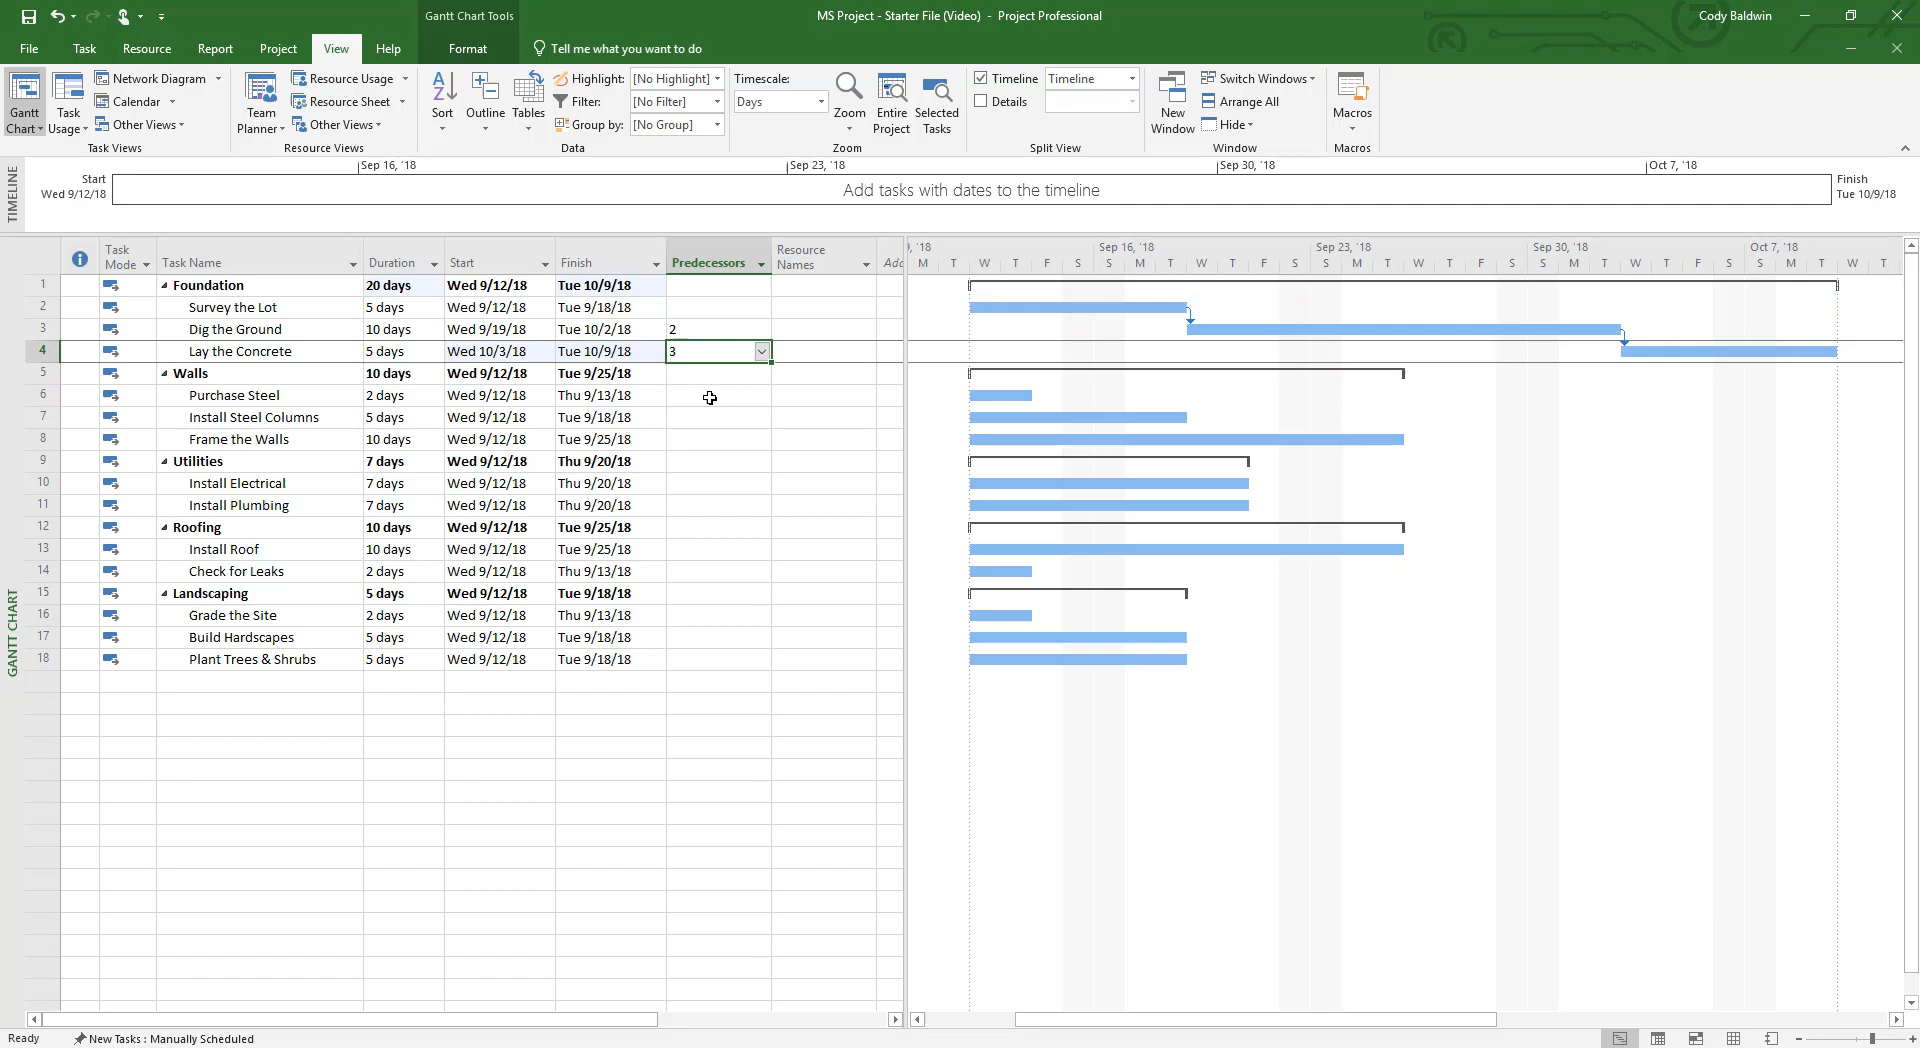 Gantt Chart Tools
MS Project - Starter File (Video) - Project Professional
Cody Baldwin
File Task Resource Report Project View Help Format Tell me what you want to do
Gantt Chart
Task Usage
Network Diagram
Calendar
Other Views
Task Views
Team Planner
Resource Usage
Resource Sheet
Other Views
Resource Views
Sort
Outline
Tables
Highlight: [No Highlight]
Filter: [No Filter]
Group by: [No Group]
Data
Timescale:
Days
Zoom
Entire Project
Selected Tasks
Zoom
Timeline Timeline
Details
Split View
New Window
Switch Windows
Arrange All
Hide
Window
Macros
Macros
TIMELINE
Sep 16, '18 Sep 23, '18 Sep 30, '18 Oct 7, '18
Start
Wed 9/12/18
Add tasks with dates to the timeline
Finish
Tue 10/9/18
GANTT CHART
Task Mode Task Name Duration Start Finish Predecessors Resource Names Add
1 Foundation 20 days Wed 9/12/18 Tue 10/9/18
2 Survey the Lot 5 days Wed 9/12/18 Tue 9/18/18
3 Dig the Ground 10 days Wed 9/19/18 Tue 10/2/18 2
4 Lay the Concrete 5 days Wed 10/3/18 Tue 10/9/18 3
5 Walls 10 days Wed 9/12/18 Tue 9/25/18
6 Purchase Steel 2 days Wed 9/12/18 Thu 9/13/18
7 Install Steel Columns 5 days Wed 9/12/18 Tue 9/18/18
8 Frame the Walls 10 days Wed 9/12/18 Tue 9/25/18
9 Utilities 7 days Wed 9/12/18 Thu 9/20/18
10 Install Electrical 7 days Wed 9/12/18 Thu 9/20/18
11 Install Plumbing 7 days Wed 9/12/18 Thu 9/20/18
12 Roofing 10 days Wed 9/12/18 Tue 9/25/18
13 Install Roof 10 days Wed 9/12/18 Tue 9/25/18
14 Check for Leaks 2 days Wed 9/12/18 Thu 9/13/18
15 Landscaping 5 days Wed 9/12/18 Tue 9/18/18
16 Grade the Site 2 days Wed 9/12/18 Thu 9/13/18
17 Build Hardscapes 5 days Wed 9/12/18 Tue 9/18/18
18 Plant Trees & Shrubs 5 days Wed 9/12/18 Tue 9/18/18
, '18 Sep 16, '18 Sep 23, '18 Sep 30, '18 Oct 7, '18
M T W T F S S M T W T F S S M T W T F S S M T W T F S S M T W T
Ready New Tasks : Manually Scheduled